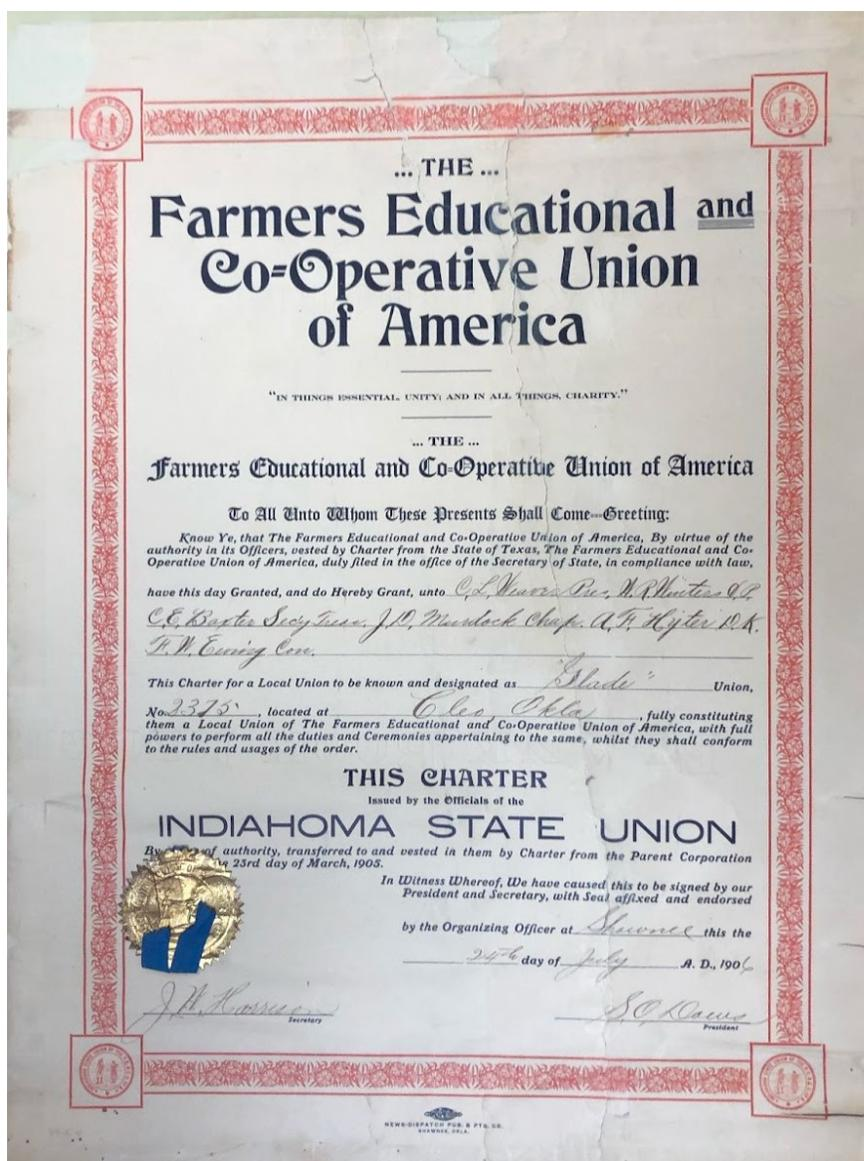 ... THE ...
Farmers Educational and
Co=Operative Union
of America
"IN THINGS ESSENTIAL, UNITY; AND IN ALL THINGS, CHARITY."
... THE ...
Farmers Educational and Co=Operative Union of America
To All Unto Whom These Presents Shall Come---Greeting:
Know Ye, that The Farmers Educational and Co-Operative Union of America, By virtue of the
authority in its Officers, vested by Charter from the State of Texas, The Farmers Educational and Co-
Operative Union of America, duly filed in the office of the Secretary of State, in compliance with law,
have this day Granted, and do Hereby Grant, unto C. L. Weaver Pres, W. R. Winters V. P.
C. E. Baxter Secy Treas. J. D. Murdock Chap. A. F. D. K.
F. W. Ewing Con.
This Charter for a Local Union to be known and designated as "Glade" Union,
No. 2375, located at Cleo, Okla, fully constituting
them a Local Union of The Farmers Educational and Co-Operative Union of America, with full
powers to perform all the duties and Ceremonies appertaining to the same, whilst they shall conform
to the rules and usages of the order.
THIS CHARTER
Issued by the Officials of the
INDIAHOMA STATE UNION
By of authority, transferred to and vested in them by Charter from the Parent Corporation
23rd day of March, 1905.
In Witness Whereof, We have caused this to be signed by our
President and Secretary, with Seal affixed and endorsed
by the Organizing Officer at Shawnee this the
24th day of July A. D., 1906
J. W. Harrison
Secretary
S. O. Daws
President
NEWS-DISPATCH PUB. & PTG. CO.
SHAWNEE, OKLA.